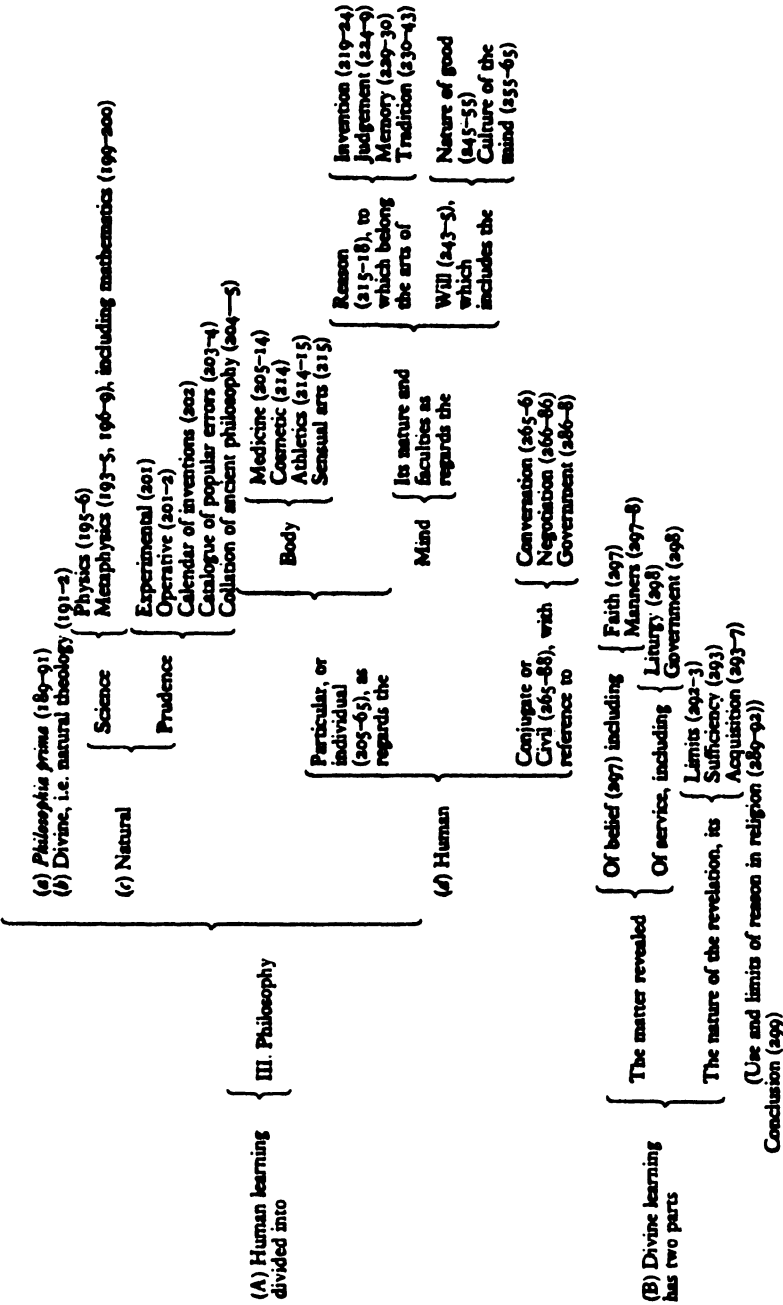 (A) Human learning
divided into
III. Philosophy
(a) Philosophia prima (189–91)
(b) Divine, i.e. natural theology (191–2)
(c) Natural
Science
Physics (195–6)
Metaphysics (193–5, 196–9), including mathematics (199–200)
Prudence
Experimental (201)
Operative (201–2)
Calendar of inventions (202)
Catalogue of popular errors (203–4)
Collation of ancient philosophy (204–5)
(d) Human
Particular, or
individual
(205–65), as
regards the
Body
Medicine (205–14)
Cosmetic (214)
Athletics (214–15)
Sensual arts (215)
Mind
Its nature and
faculties as
regards the
Reason
(215–18), to
which belong
the arts of
Invention (219–24)
Judgement (224–9)
Memory (229–30)
Tradition (230–43)
Will (243–5),
which
includes the
Nature of good
(245–55)
Culture of the
mind (255–65)
Conjugate or
Civil (265–88), with
reference to
Conversation (265–6)
Negotiation (266–86)
Government (286–8)
(B) Divine learning
has two parts
The matter revealed
Of belief (297) including
Faith (297)
Manners (297–8)
Of service, including
Liturgy (298)
Government (298)
The nature of the revelation, its
Limits (292–3)
Sufficiency (293)
Acquisition (293–7)
(Use and limits of reason in religion (289–92))
Conclusion (299)